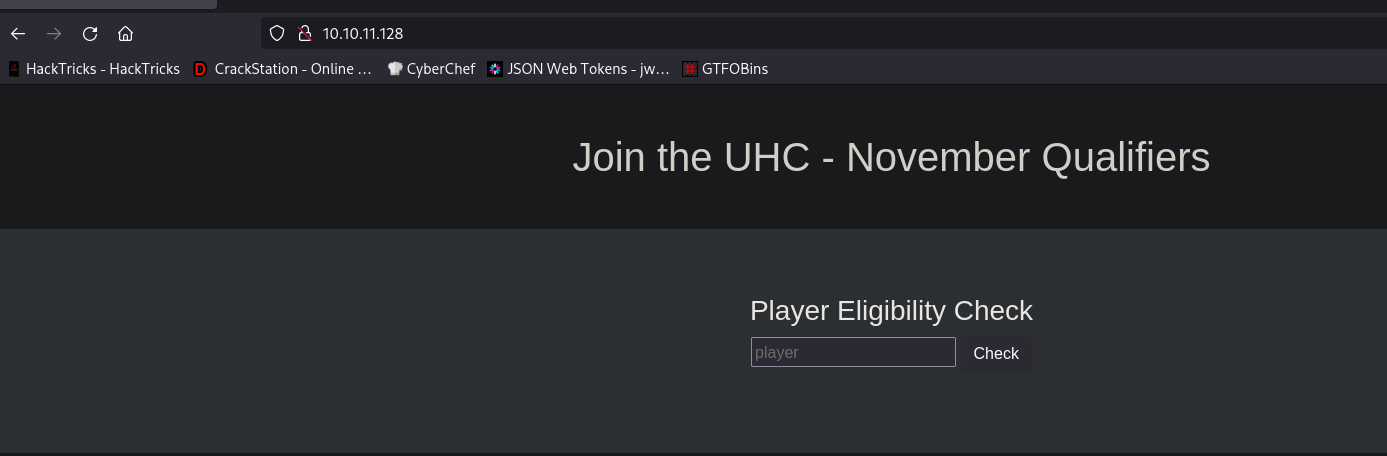 10.10.11.128
HackTricks - HackTricks CrackStation - Online ... CyberChef JSON Web Tokens - jw... GTFOBins
Join the UHC - November Qualifiers
Player Eligibility Check
player Check